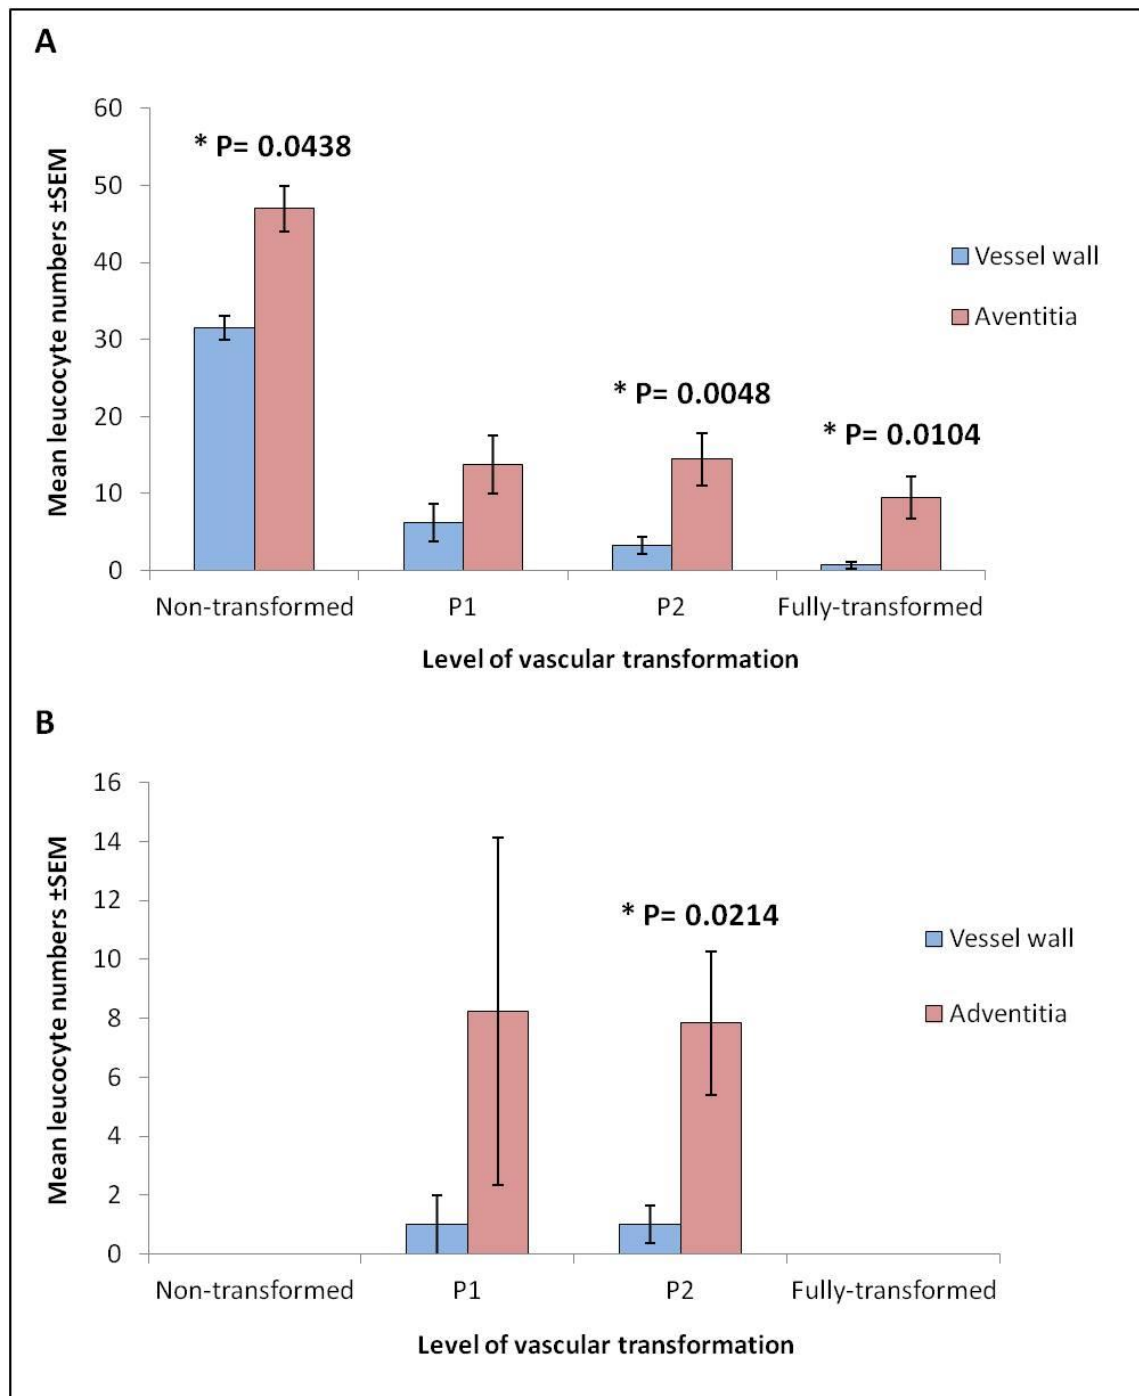 A
60
* P= 0.0438
50
Mean leucocyte numbers ±SEM
40
Vessel wall
30
Aventitia
20
* P= 0.0048
* P= 0.0104
10
0
Non-transformed P1 P2 Fully-transformed
Level of vascular transformation
B
16
14
Mean leucocyte numbers ±SEM
12
* P= 0.0214
10
Vessel wall
8
Adventitia
6
4
2
0
Non-transformed P1 P2 Fully-transformed
Level of vascular transformation